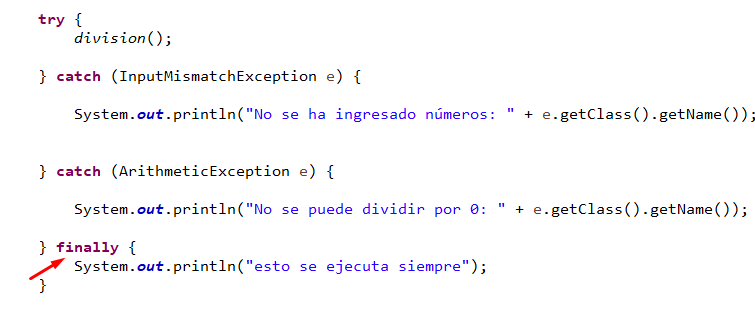 try {
division();
} catch (InputMismatchException e) {
System.out.println("No se ha ingresado números: " + e.getClass().getName());
} catch (ArithmeticException e) {
System.out.println("No se puede dividir por 0: " + e.getClass().getName());
} finally {
System.out.println("esto se ejecuta siempre");
}